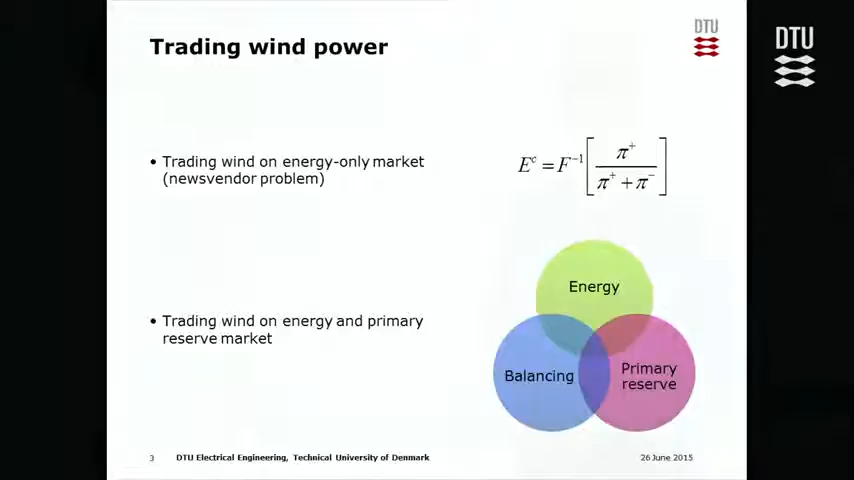 Trading wind power
DTU
DTU
• Trading wind on energy-only market
(newsvendor problem)
E^c = F^{-1} [ π^+ / (π^+ + π^-) ]
Energy
• Trading wind on energy and primary
reserve market
Balancing
Primary
reserve
3 DTU Electrical Engineering, Technical University of Denmark 26 June 2015